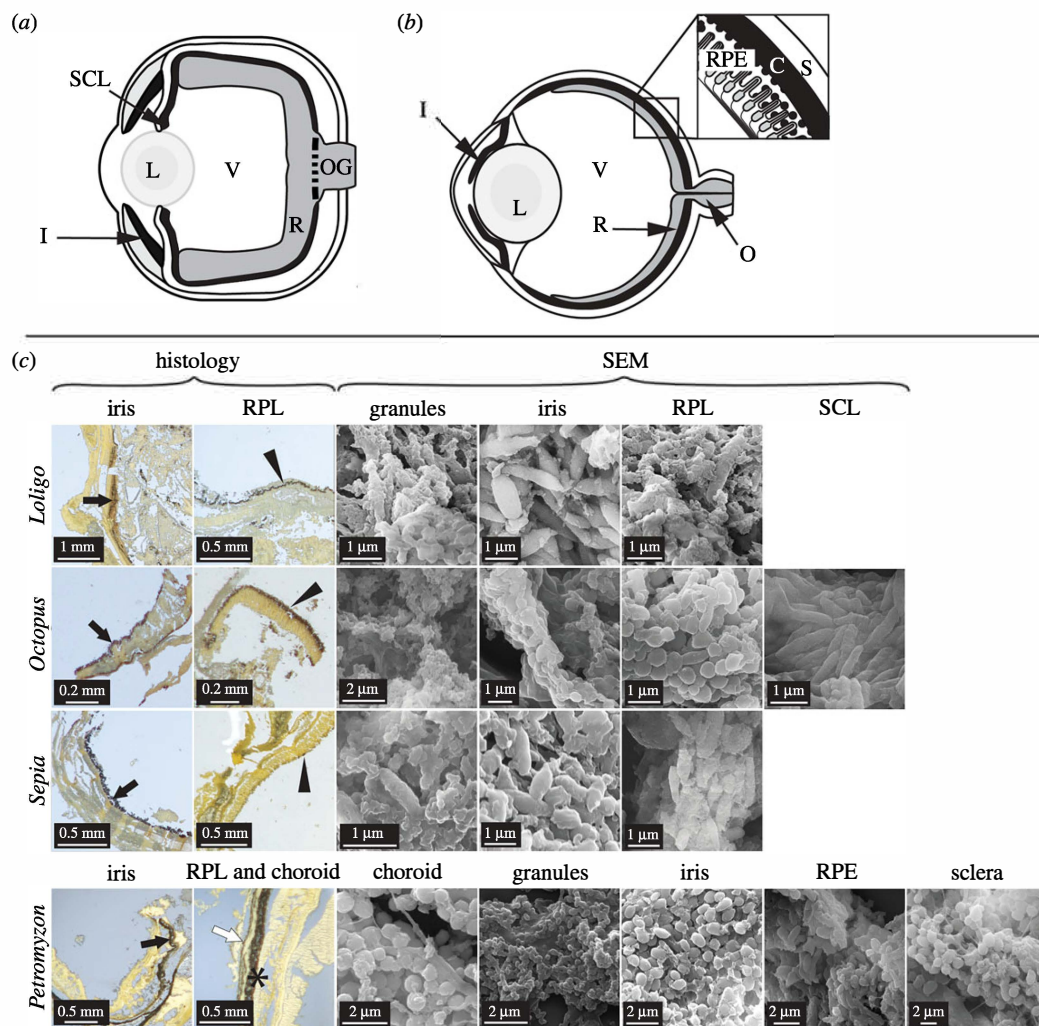 (a)
(b)
SCL
L
V
OG
R
I
RPE
C
S
I
V
L
R
O
(c)
histology
SEM
iris
RPL
granules
iris
RPL
SCL
Loligo
1 mm
0.5 mm
1 µm
1 µm
1 µm
Octopus
0.2 mm
0.2 mm
2 µm
1 µm
1 µm
1 µm
Sepia
0.5 mm
0.5 mm
1 µm
1 µm
1 µm
iris
RPL and choroid
choroid
granules
iris
RPE
sclera
Petromyzon
0.5 mm
0.5 mm
2 µm
2 µm
2 µm
2 µm
2 µm